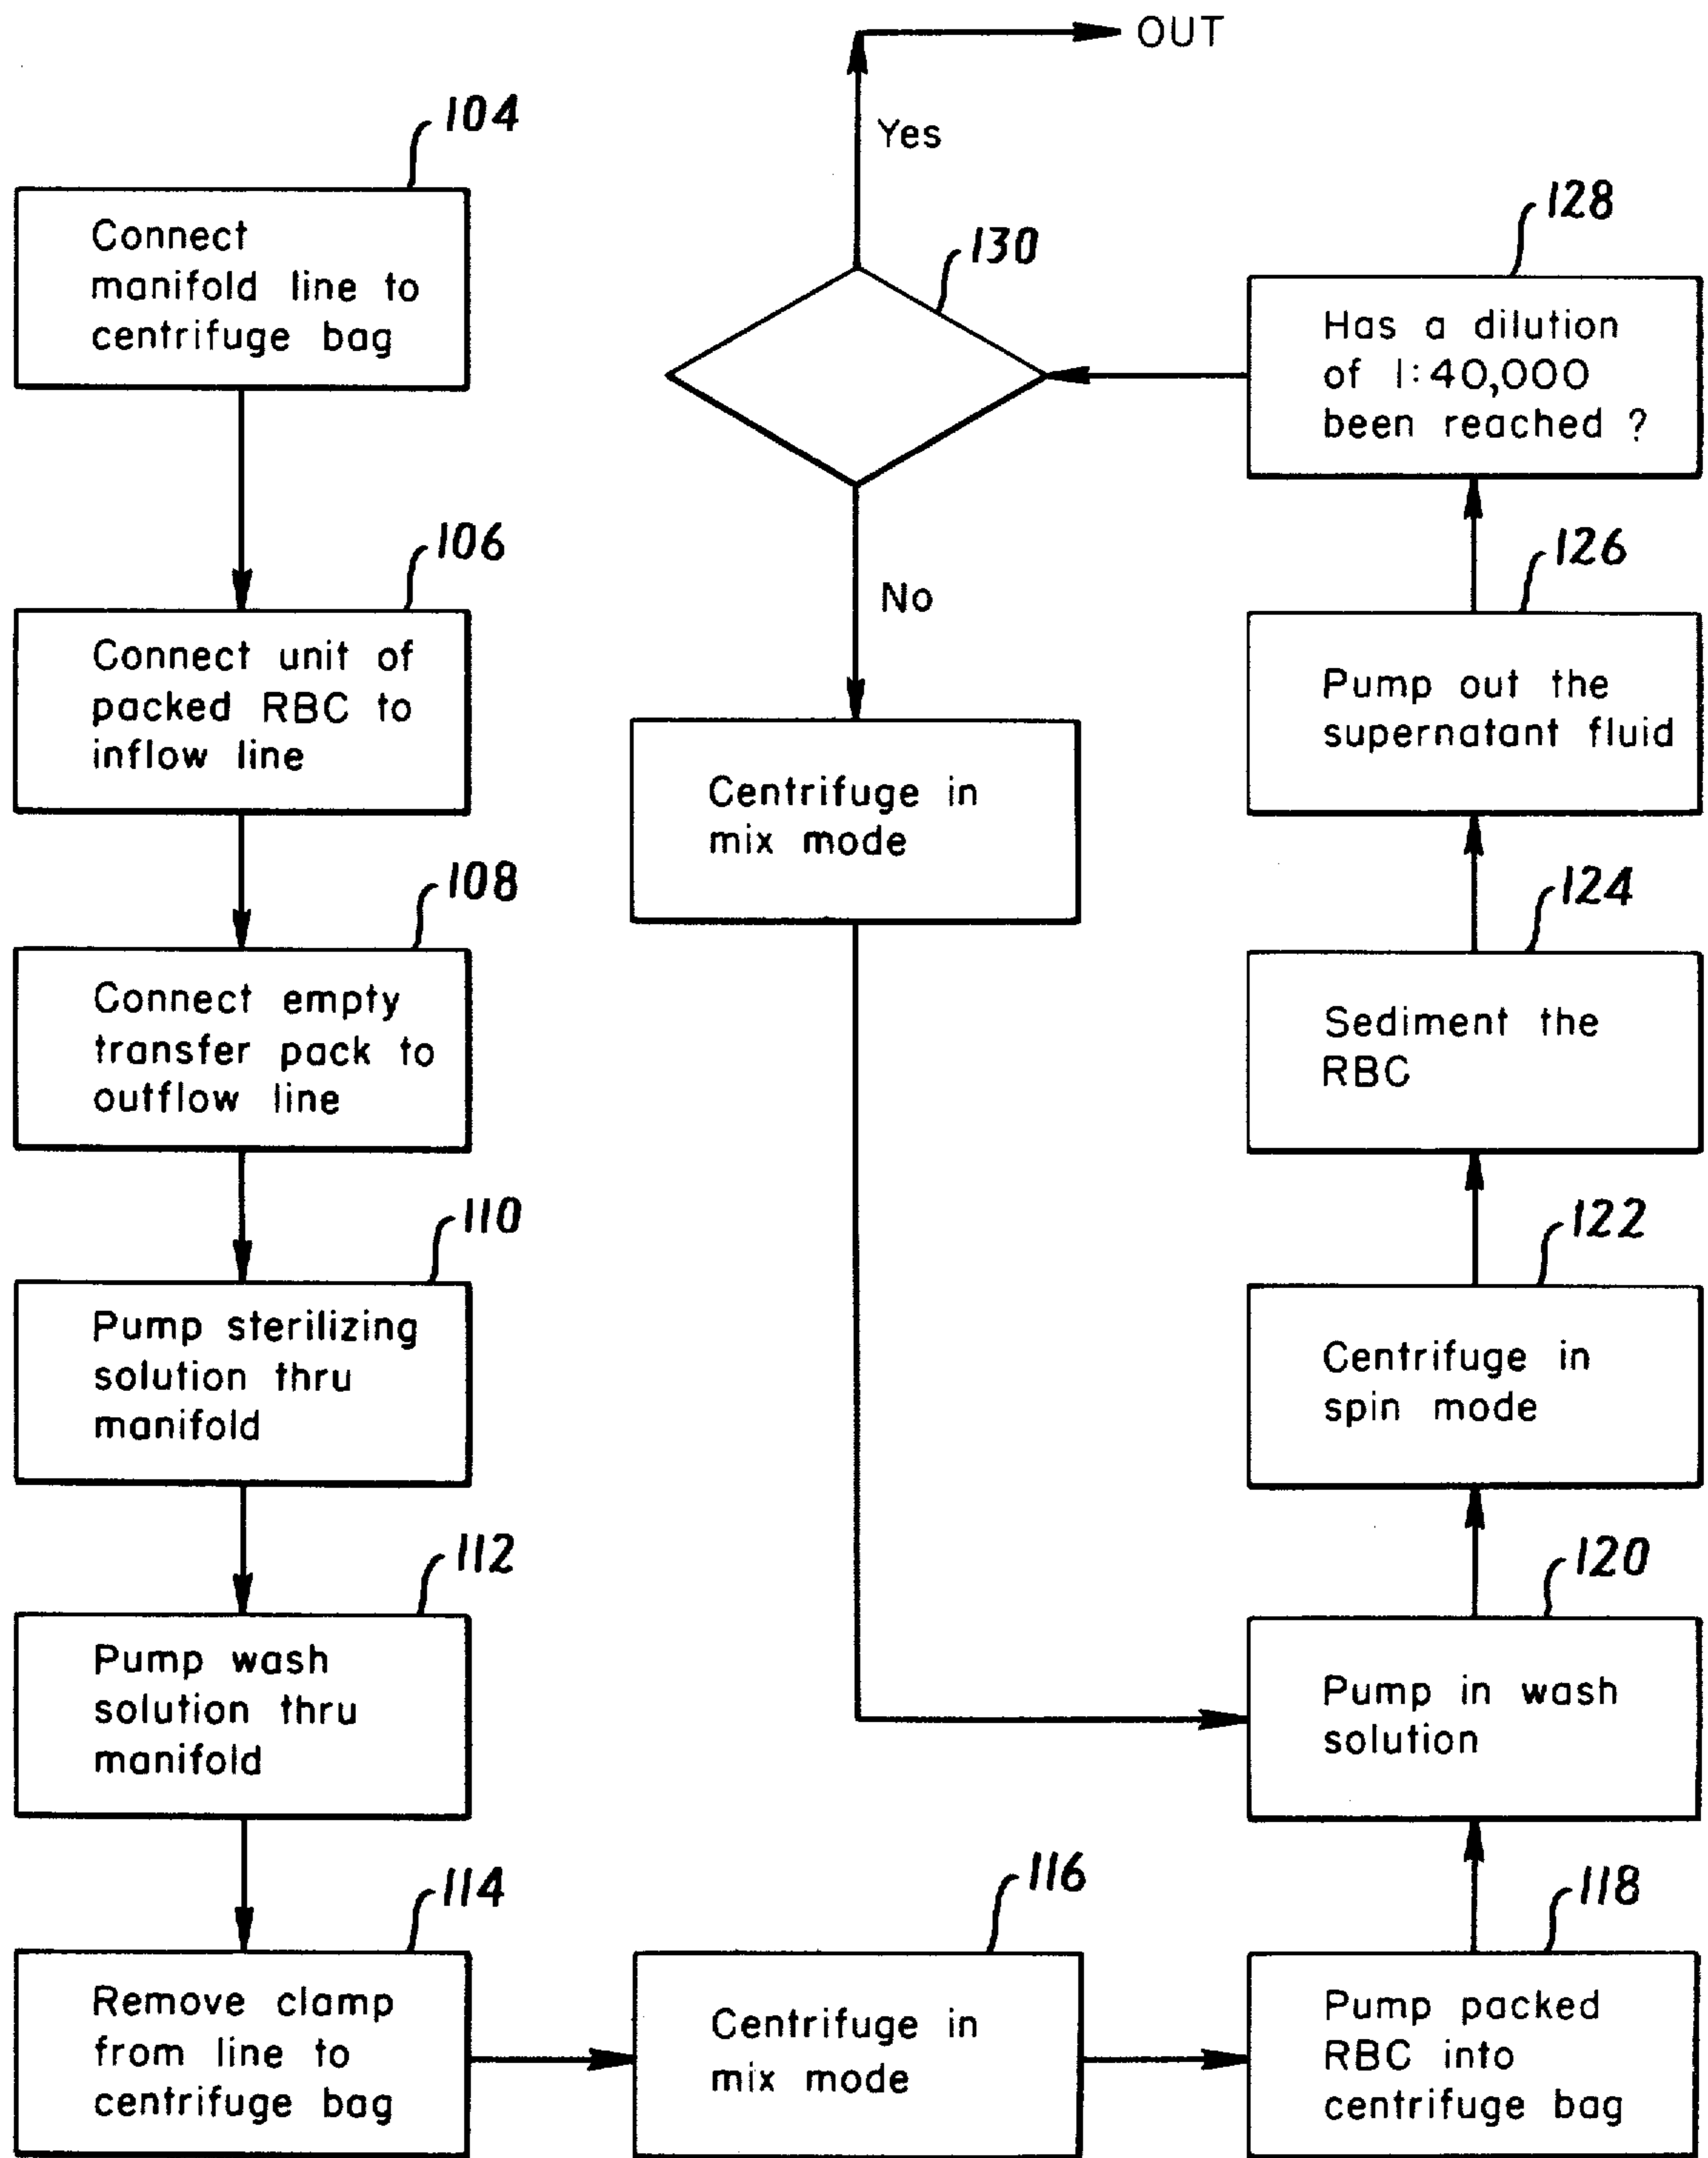 104
Connect
manifold line to
centrifuge bag
106
Connect unit of
packed RBC to
inflow line
108
Connect empty
transfer pack to
outflow line
110
Pump sterilizing
solution thru
manifold
112
Pump wash
solution thru
manifold
114
Remove clamp
from line to
centrifuge bag
116
Centrifuge in
mix mode
118
Pump packed
RBC into
centrifuge bag
120
Pump in wash
solution
122
Centrifuge in
spin mode
124
Sediment the
RBC
126
Pump out the
supernatant fluid
128
Has a dilution
of 1:40,000
been reached ?
130
Yes
OUT
No
Centrifuge in
mix mode